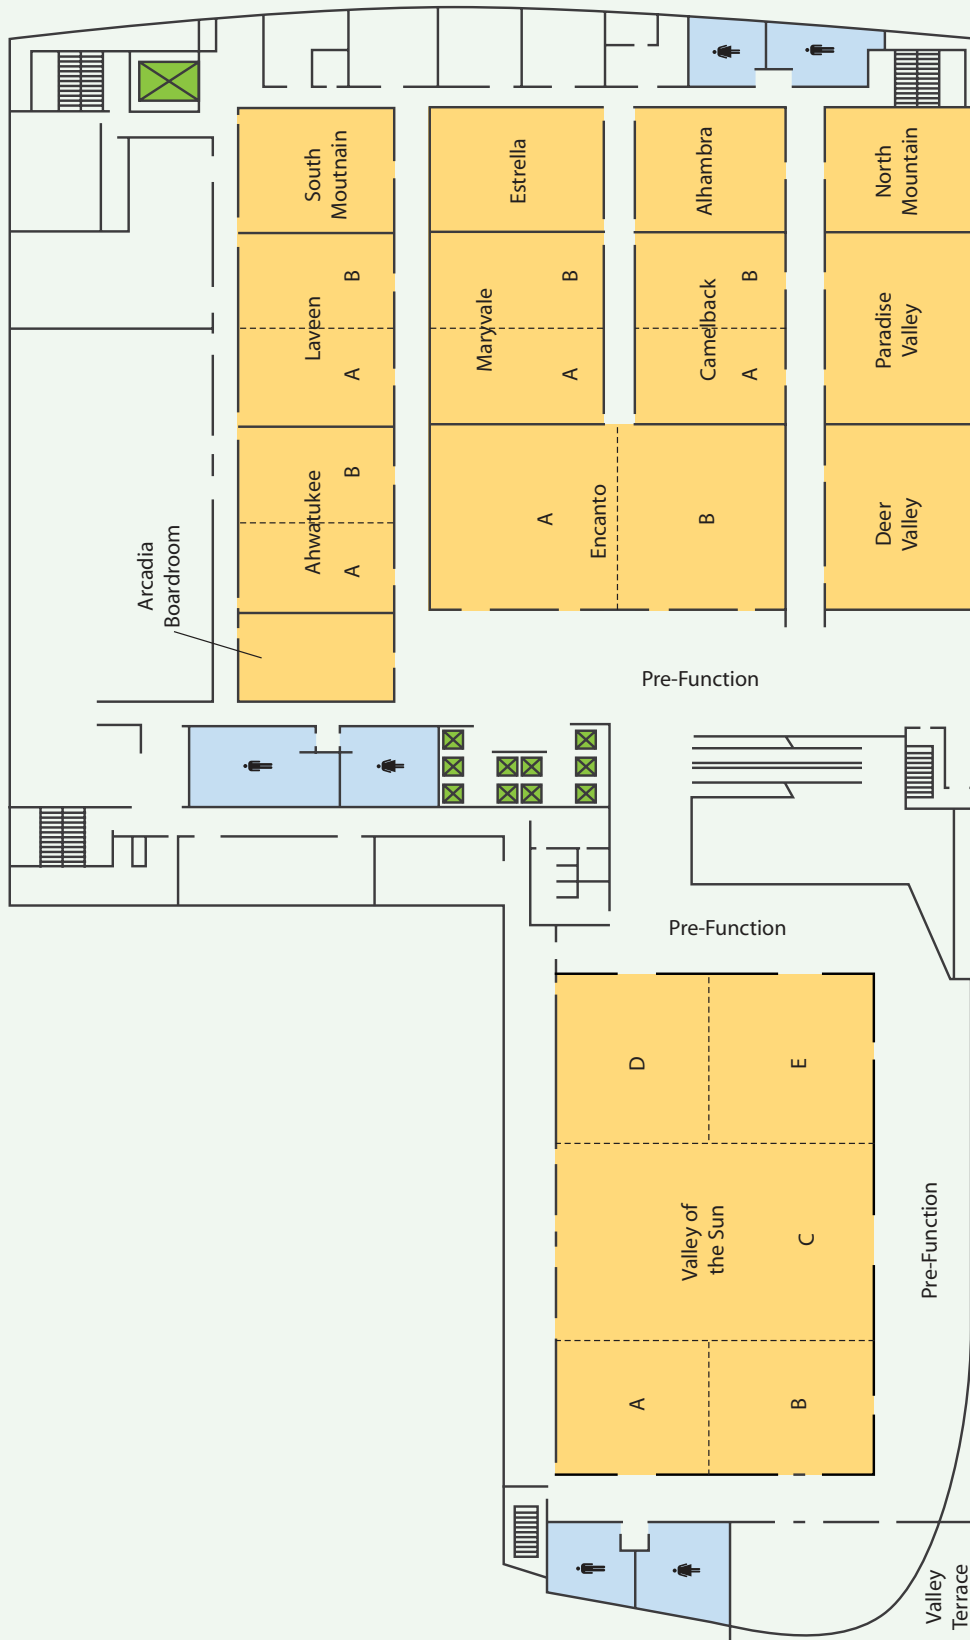 South
Moutnain
Estrella
Alhambra
North
Mountain
Laveen
A
B
Maryvale
A
B
Camelback
A
B
Paradise
Valley
Ahwatukee
A
B
Encanto
A
B
Deer
Valley
Arcadia
Boardroom
Pre-Function
Pre-Function
D
E
Valley of
the Sun
C
Pre-Function
A
B
Valley
Terrace